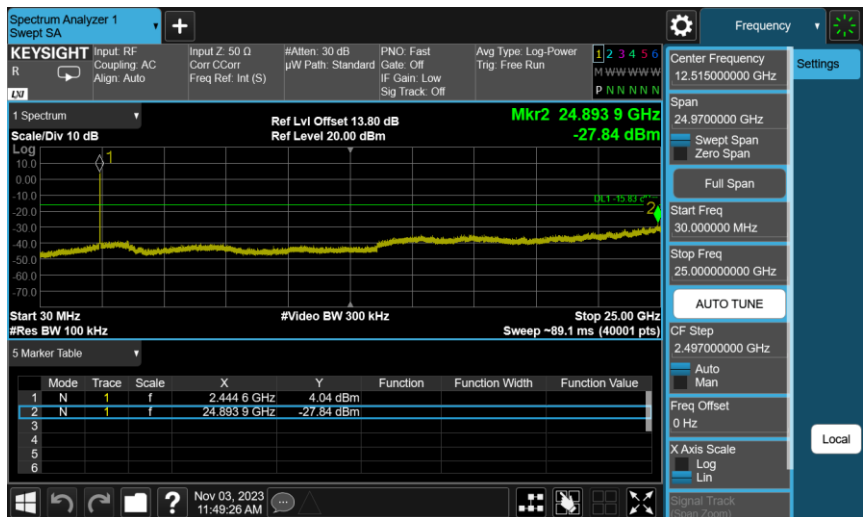 Spectrum Analyzer 1
Swept SA
+
Frequency
KEYSIGHT
R
LXI
Input: RF
Coupling: AC
Align: Auto
Input Z: 50 Ω
Corr CCorr
Freq Ref: Int (S)
#Atten: 30 dB
µW Path: Standard
PNO: Fast
Gate: Off
IF Gain: Low
Sig Track: Off
Avg Type: Log-Power
Trig: Free Run
1 2 3 4 5 6
M W W W W W
P N N N N N
1 Spectrum
Scale/Div 10 dB
Ref Lvl Offset 13.80 dB
Ref Level 20.00 dBm
Mkr2 24.893 9 GHz
-27.84 dBm
Log
10.0
0.00
-10.0
-20.0
-30.0
-40.0
-50.0
-60.0
-70.0
1
DL1 -15.83
2
Start 30 MHz
#Res BW 100 kHz
#Video BW 300 kHz
Stop 25.00 GHz
Sweep ~89.1 ms (40001 pts)
5 Marker Table
Mode Trace Scale X Y Function Function Width Function Value
1 N 1 f 2.444 6 GHz 4.04 dBm
2 N 1 f 24.893 9 GHz -27.84 dBm
3
4
5
6
?
Nov 03, 2023
11:49:26 AM
Center Frequency
12.515000000 GHz
Span
24.9700000 GHz
Swept Span
Zero Span
Full Span
Start Freq
30.000000 MHz
Stop Freq
25.000000000 GHz
AUTO TUNE
CF Step
2.497000000 GHz
Auto
Man
Freq Offset
0 Hz
X Axis Scale
Log
Lin
Signal Track
(Span Zoom)
Settings
Local